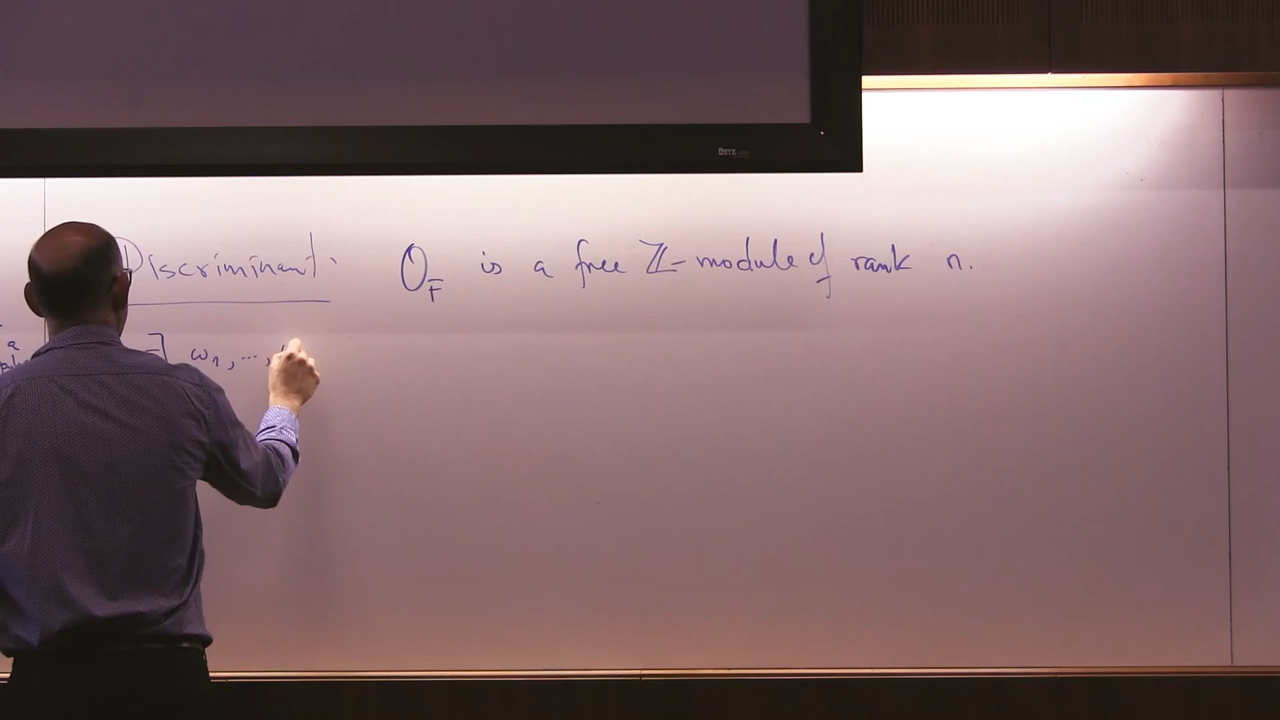 Discriminant. O_F is a free ℤ-module of rank n.
∃ ω₁, ...,